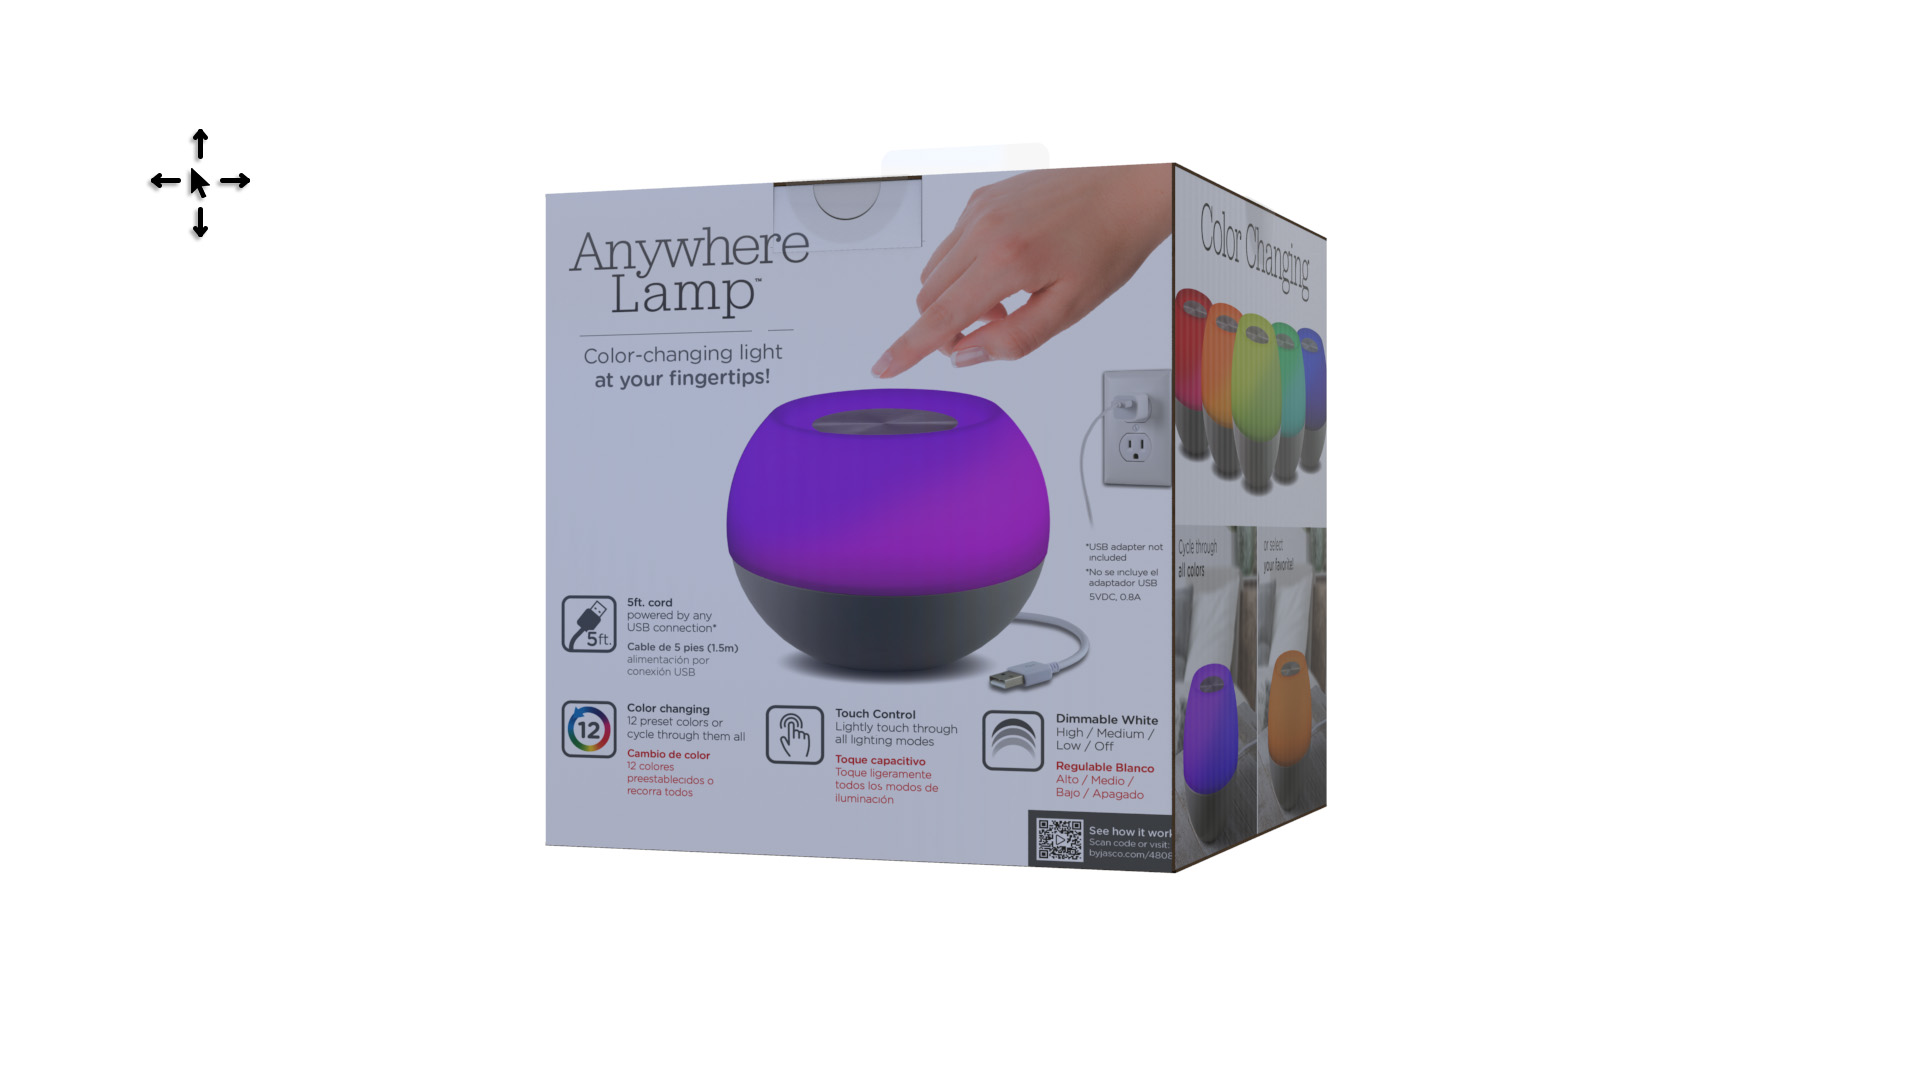 Anywhere
Lamp™
Color-changing light
at your fingertips!
*USB adapter not
included
*No se incluye el
adaptador USB
5VDC, 0.8A
5ft.
5ft. cord
powered by any
USB connection*
Cable de 5 pies (1.5m)
alimentación por
conexión USB
12
Color changing
12 preset colors or
cycle through them all
Cambio de color
12 colores
preestablecidos o
recorra todos
Touch Control
Lightly touch through
all lighting modes
Toque capacitivo
Toque ligeramente
todos los modos de
iluminación
Dimmable White
High / Medium /
Low / Off
Regulable Blanco
Alto / Medio /
Bajo / Apagado
See how it work
Scan code or visit:
byjasco.com/4808
Color Changing
Cycle through
all colors
or select
your favorite!